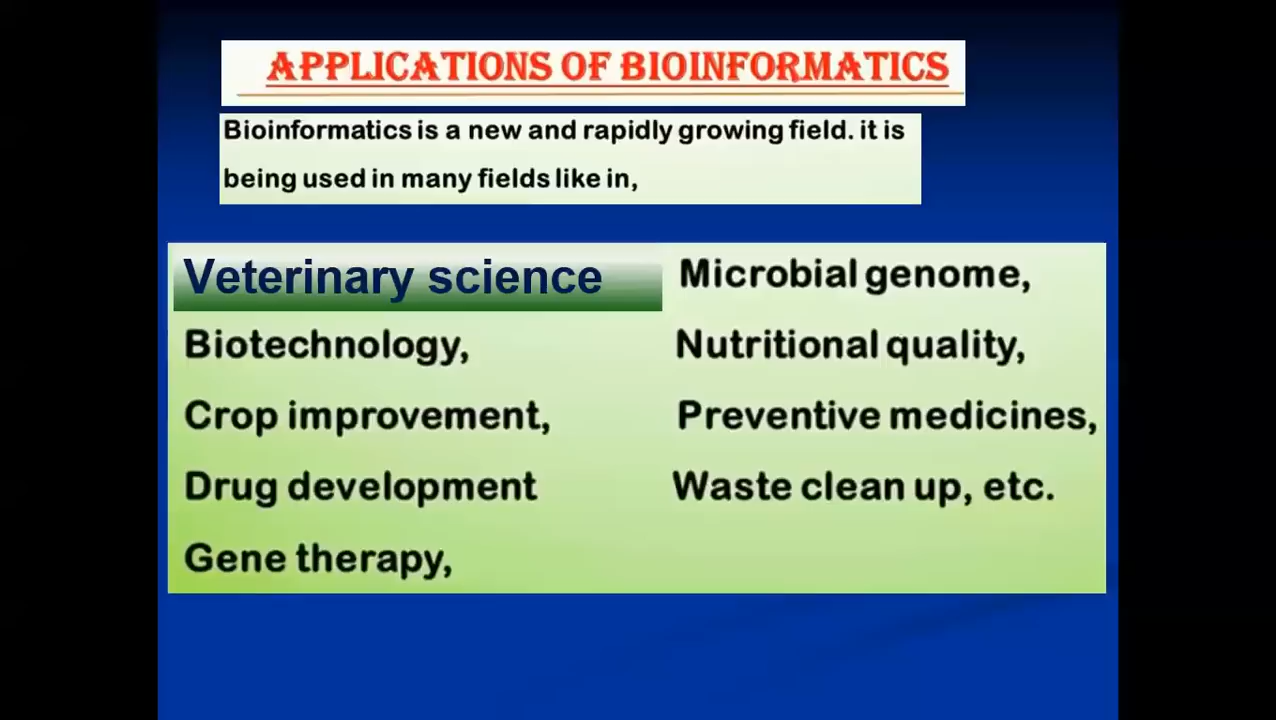 APPLICATIONS OF BIOINFORMATICS
Bioinformatics is a new and rapidly growing field. it is
being used in many fields like in,
Veterinary science
Biotechnology,
Crop improvement,
Drug development
Gene therapy,
Microbial genome,
Nutritional quality,
Preventive medicines,
Waste clean up, etc.